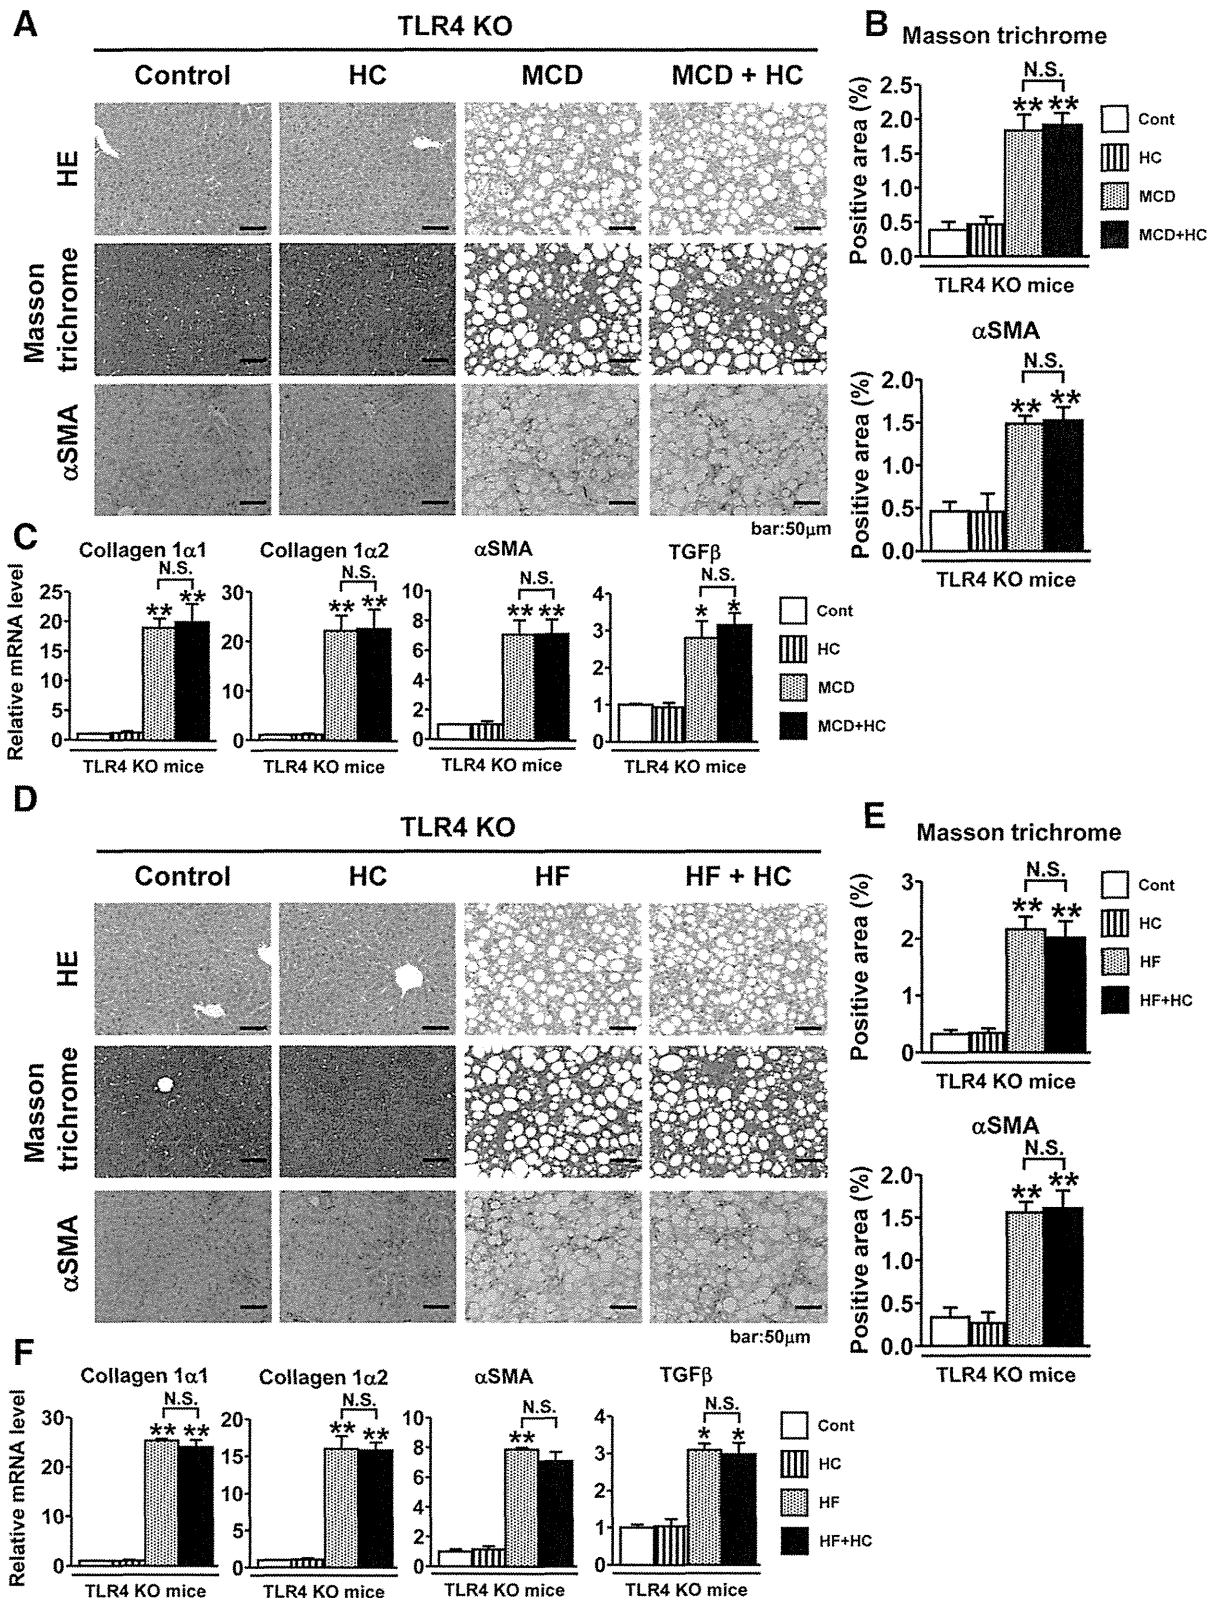 A
TLR4 KO
Control HC MCD MCD + HC
HE
Masson
trichrome
αSMA
bar:50μm
B
Masson trichrome
N.S.
** **
Positive area (%)
2.5
2.0
1.5
1.0
0.5
0.0
TLR4 KO mice
Cont
HC
MCD
MCD+HC
αSMA
N.S.
** **
Positive area (%)
2.0
1.5
1.0
0.5
0.0
TLR4 KO mice
C
Relative mRNA level
Collagen 1α1
N.S.
** **
25
20
15
10
5
0
TLR4 KO mice
Collagen 1α2
N.S.
** **
30
20
10
0
TLR4 KO mice
αSMA
N.S.
** **
10
8
6
4
2
0
TLR4 KO mice
TGFβ
N.S.
* *
4
3
2
1
0
TLR4 KO mice
Cont
HC
MCD
MCD+HC
D
TLR4 KO
Control HC HF HF + HC
HE
Masson
trichrome
αSMA
bar:50μm
E
Masson trichrome
N.S.
** **
Positive area (%)
3
2
1
0
TLR4 KO mice
Cont
HC
HF
HF+HC
αSMA
N.S.
** **
Positive area (%)
2.0
1.5
1.0
0.5
0.0
TLR4 KO mice
F
Relative mRNA level
Collagen 1α1
N.S.
** **
30
20
10
0
TLR4 KO mice
Collagen 1α2
N.S.
** **
20
15
10
5
0
TLR4 KO mice
αSMA
N.S.
**
10
8
6
4
2
0
TLR4 KO mice
TGFβ
N.S.
* *
4
3
2
1
0
TLR4 KO mice
Cont
HC
HF
HF+HC